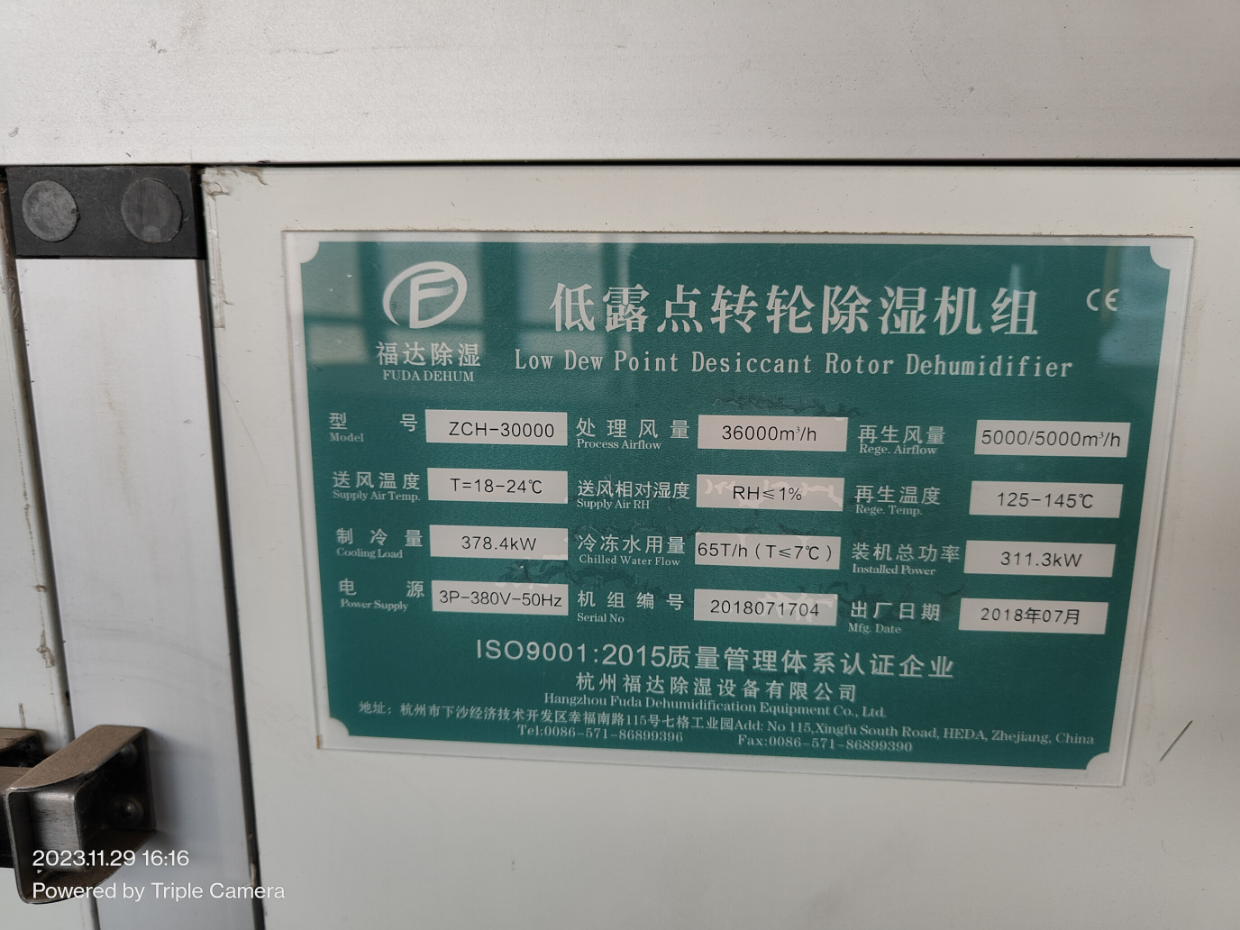 低露点转轮除湿机组 CE
福达除湿
FUDA DEHUM
Low Dew Point Desiccant Rotor Dehumidifier
型号 Model ZCH-30000 处理风量 Process Airflow 36000m³/h 再生风量 Rege. Airflow 5000/5000m³/h
送风温度 Supply Air Temp. T=18-24℃ 送风相对湿度 Supply Air RH RH≤1% 再生温度 Rege. Temp. 125-145℃
制冷量 Cooling Load 378.4kW 冷冻水用量 Chilled Water Flow 65T/h(T≤7℃) 装机总功率 Installed Power 311.3kW
电源 Power Supply 3P-380V-50Hz 机组编号 Serial No 2018071704 出厂日期 Mfg. Date 2018年07月
ISO9001:2015质量管理体系认证企业
杭州福达除湿设备有限公司
Hangzhou Fuda Dehumidification Equipment Co., Ltd.
地址：杭州市下沙经济技术开发区幸福南路115号七格工业园Add: No 115,Xingfu South Road, HEDA, Zhejiang, China
Tel:0086-571-86899396 Fax:0086-571-86899390
2023.11.29 16:16
Powered by Triple Camera